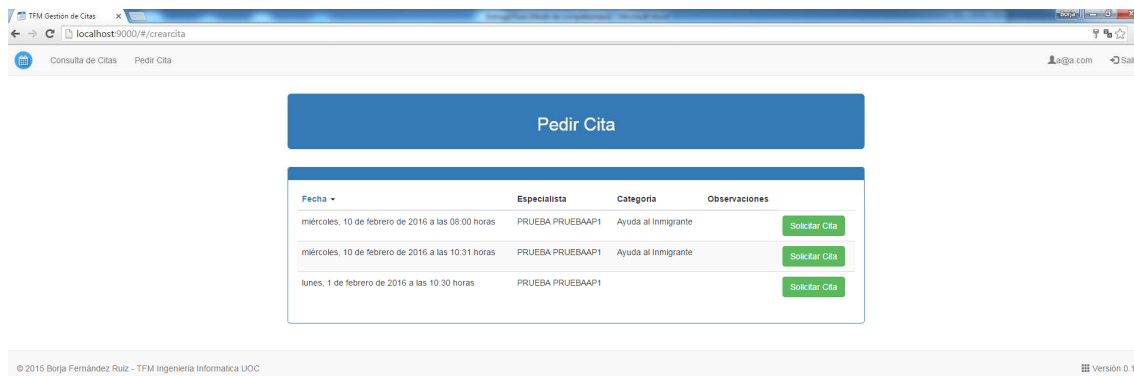 TFM Gestión de Citas
Borja
localhost:9000/#/crearcita
Consulta de Citas Pedir Cita a@a.com Sali
Pedir Cita
Fecha Especialista Categoría Observaciones
miércoles, 10 de febrero de 2016 a las 08:00 horas PRUEBA PRUEBAAP1 Ayuda al Inmigrante Solicitar Cita
miércoles, 10 de febrero de 2016 a las 10:31 horas PRUEBA PRUEBAAP1 Ayuda al Inmigrante Solicitar Cita
lunes, 1 de febrero de 2016 a las 10:30 horas PRUEBA PRUEBAAP1 Solicitar Cita
© 2015 Borja Fernández Ruiz - TFM Ingenieria Informatica UOC Versión 0.1